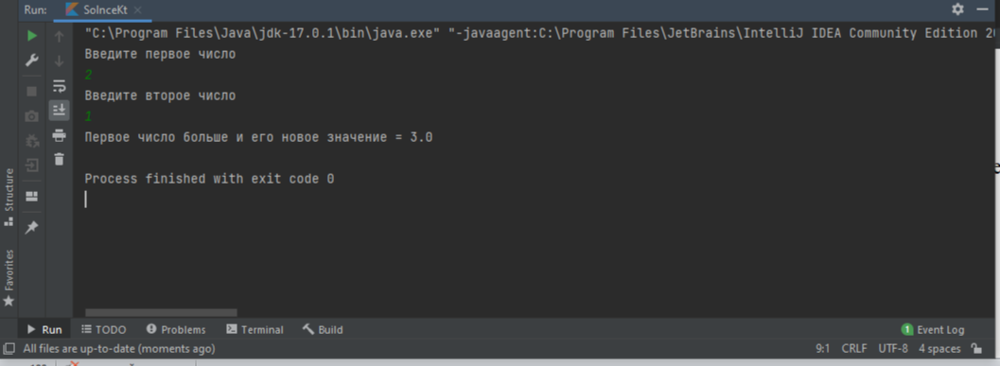 Run: SolnceKt
"C:\Program Files\Java\jdk-17.0.1\bin\java.exe" "-javaagent:C:\Program Files\JetBrains\IntelliJ IDEA Community Edition 20
Введите первое число
2
Введите второе число
1
Первое число больше и его новое значение = 3.0
Process finished with exit code 0
Structure
Favorites
Run TODO Problems Terminal Build 1 Event Log
All files are up-to-date (moments ago) 9:1 CRLF UTF-8 4 spaces